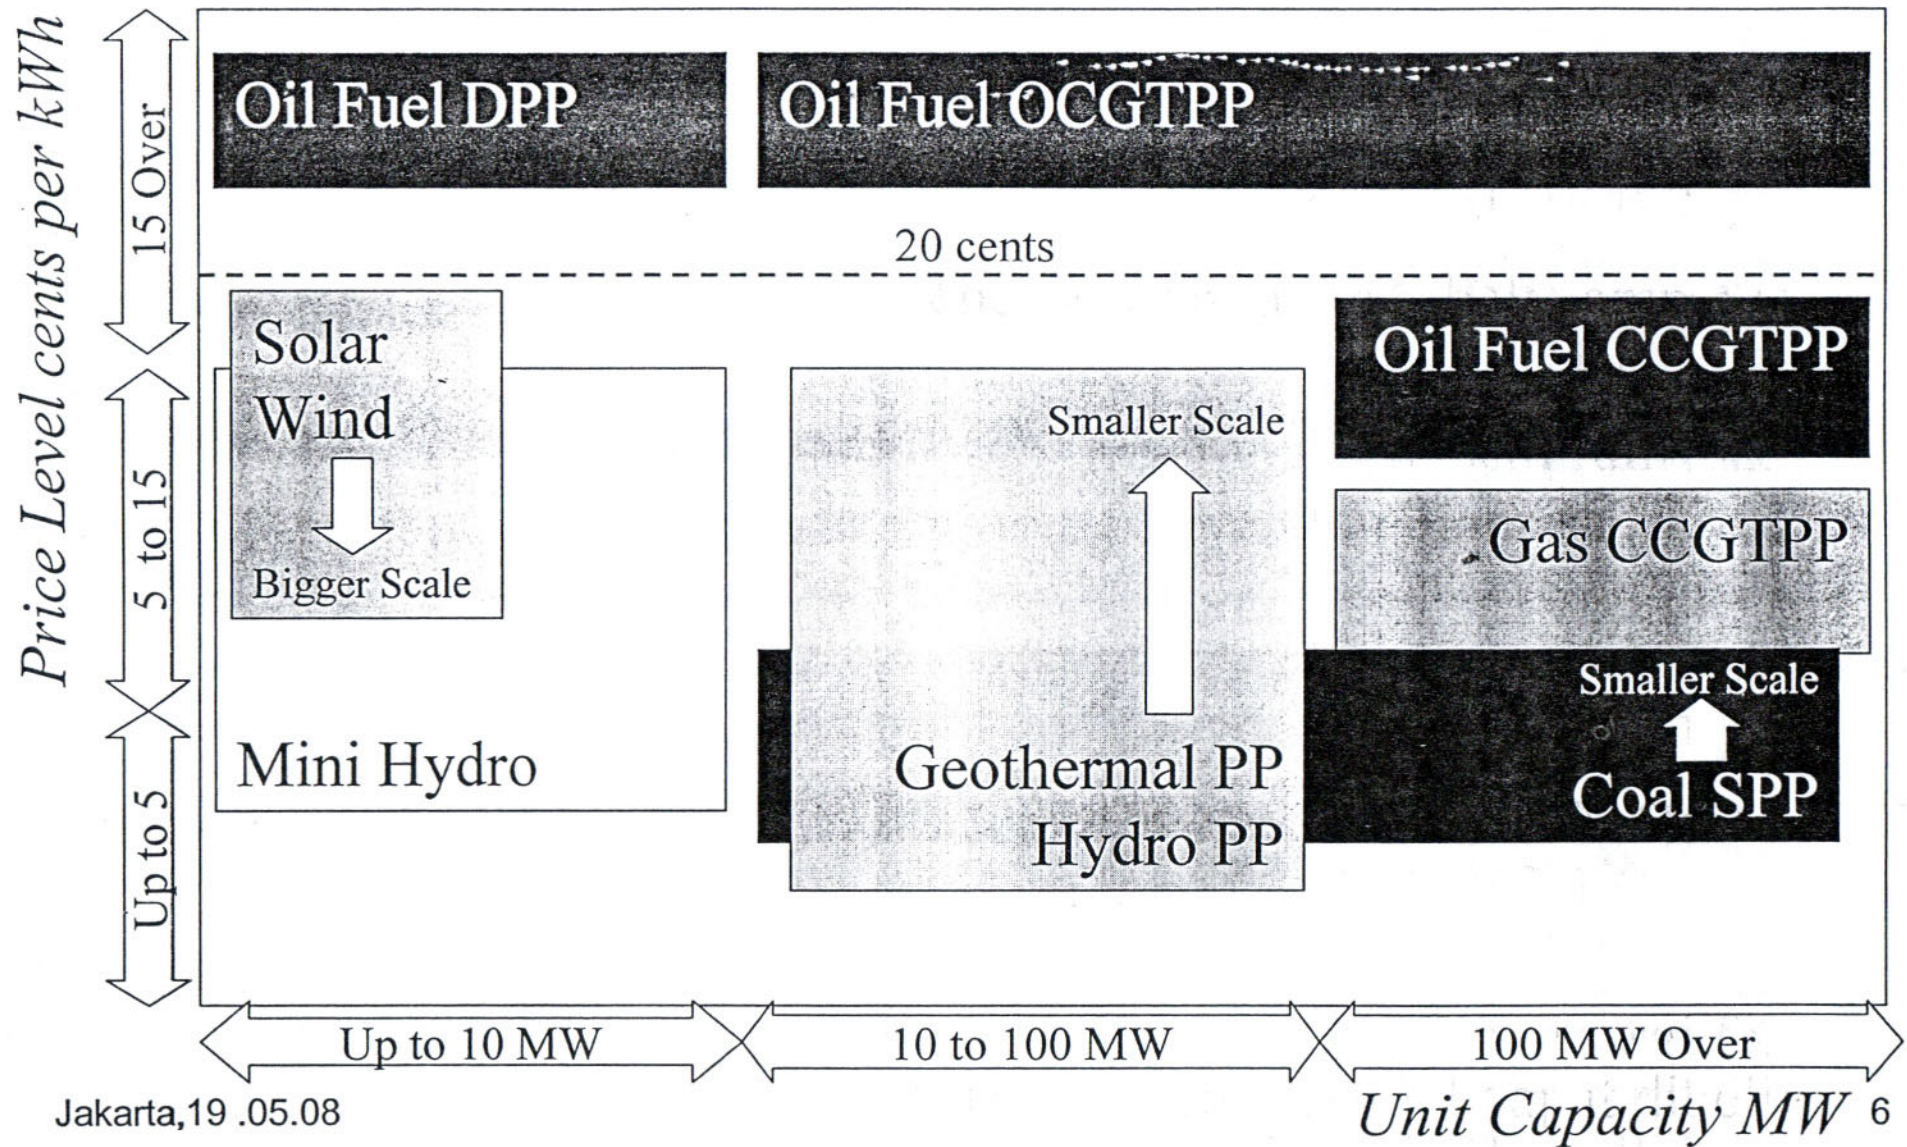 Price Level cents per kWh
15 Over
5 to 15
Up to 5
Oil Fuel DPP
Oil Fuel OCGTPP
20 cents
Solar
Wind
Bigger Scale
Mini Hydro
Smaller Scale
Geothermal PP
Hydro PP
Oil Fuel CCGTPP
Gas CCGTPP
Smaller Scale
Coal SPP
Up to 10 MW
10 to 100 MW
100 MW Over
Jakarta,19 .05.08
Unit Capacity MW
6